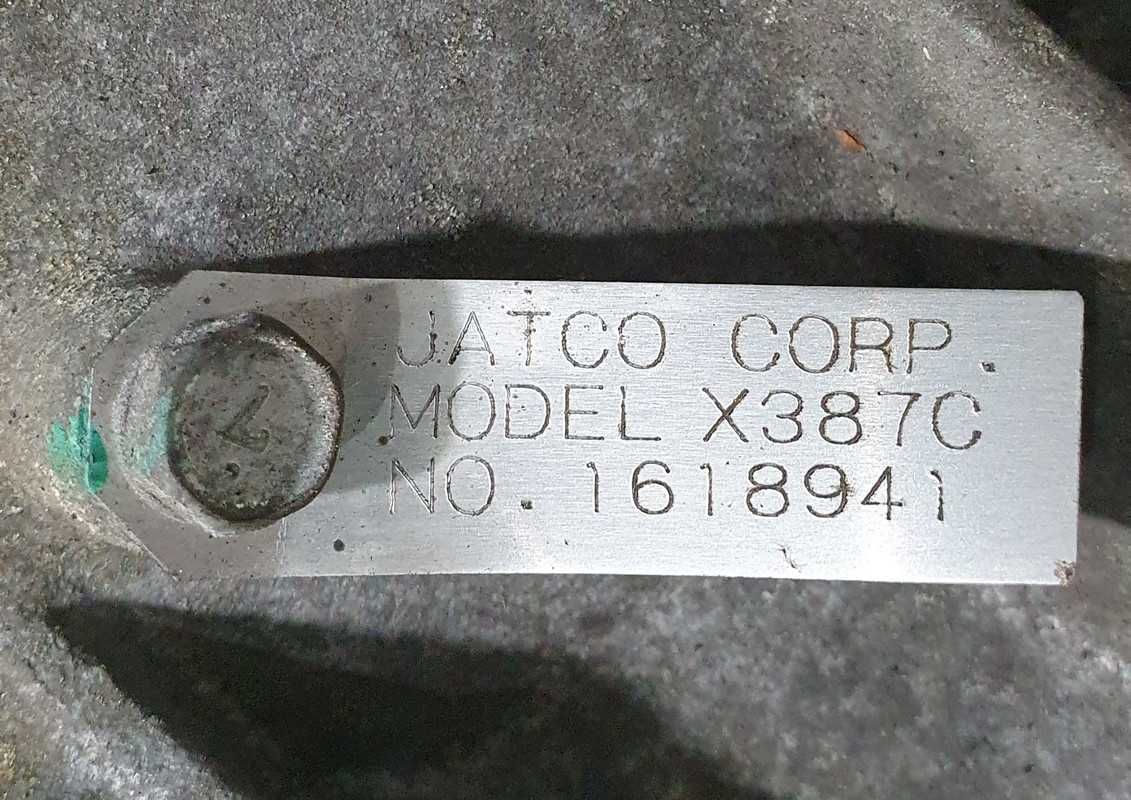 JATCO CORP.
MODEL X387C
NO. 1618941